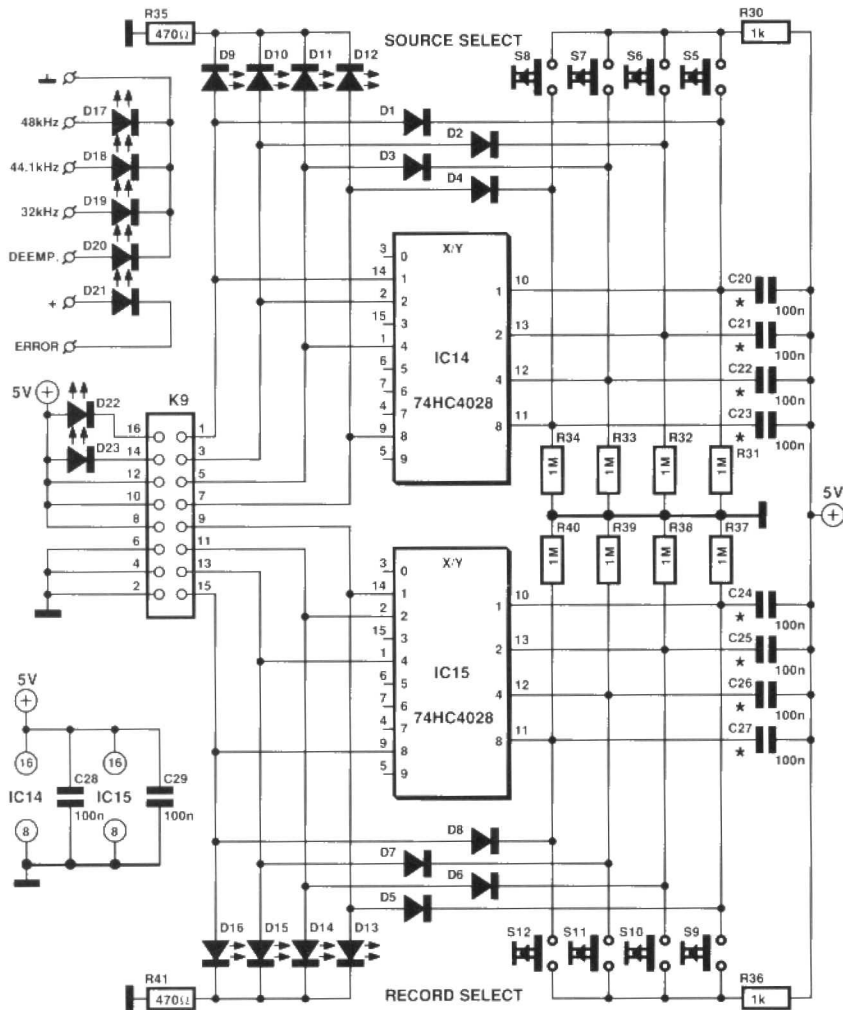 R35
470Ω
D9 D10 D11 D12
SOURCE SELECT
S8 S7 S6 S5
R30
1k
D17
48kHz
D18
44.1kHz
D19
32kHz
D20
DEEMP.
D21
+
ERROR
D1
D2
D3
D4
X/Y
3 0
14 1
2 2
15 3
1 4
6 5
7 6
4 7
9 8
5 9
IC14
74HC4028
1 10
2 13
4 12
8 11
C20
* 100n
C21
* 100n
C22
* 100n
C23
* 100n
R34 R33 R32 R31
1M 1M 1M 1M
5V +
R40 R39 R38 R37
1M 1M 1M 1M
5V
+
D22
D23
K9
16 1
14 3
12 5
10 7
8 9
6 11
4 13
2 15
X/Y
3 0
14 1
2 2
15 3
1 4
6 5
7 6
4 7
9 8
5 9
IC15
74HC4028
1 10
2 13
4 12
8 11
C24
* 100n
C25
* 100n
C26
* 100n
C27
* 100n
5V
+
16 16
C28 C29
IC14 IC15
100n 100n
8 8
D8
D7
D6
D5
D16 D15 D14 D13
S12 S11 S10 S9
R41
470Ω
RECORD SELECT
R36
1k